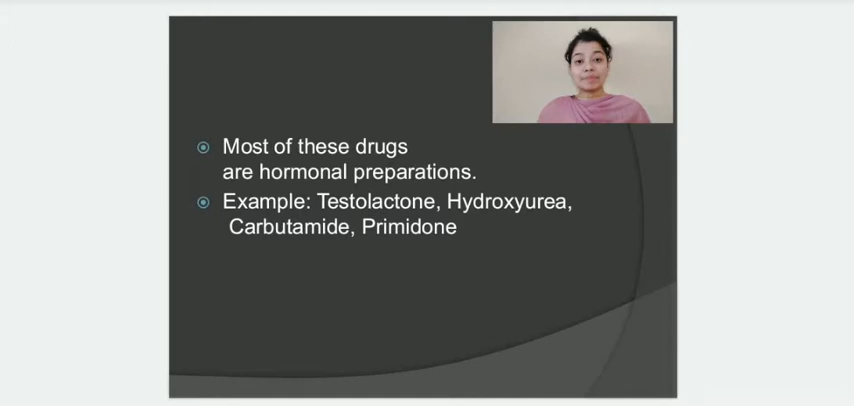 Most of these drugs
are hormonal preparations.
Example: Testolactone, Hydroxyurea,
Carbutamide, Primidone